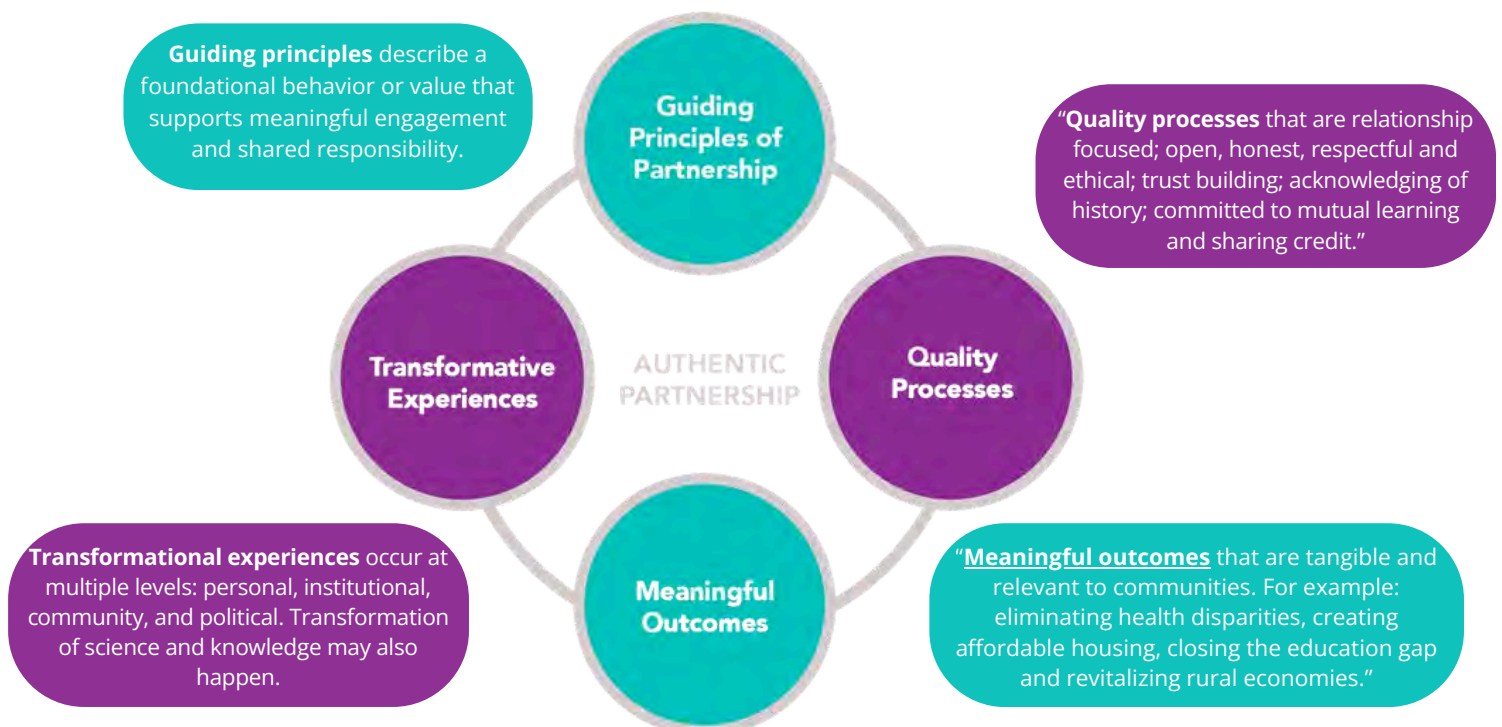 Guiding principles describe a
foundational behavior or value that
supports meaningful engagement
and shared responsibility.
Guiding
Principles of
Partnership
“Quality processes that are relationship
focused; open, honest, respectful and
ethical; trust building; acknowledging of
history; committed to mutual learning
and sharing credit.”
Transformative
Experiences
AUTHENTIC
PARTNERSHIP
Quality
Processes
Transformational experiences occur at
multiple levels: personal, institutional,
community, and political. Transformation
of science and knowledge may also
happen.
Meaningful
Outcomes
“Meaningful outcomes that are tangible and
relevant to communities. For example:
eliminating health disparities, creating
affordable housing, closing the education gap
and revitalizing rural economies.”